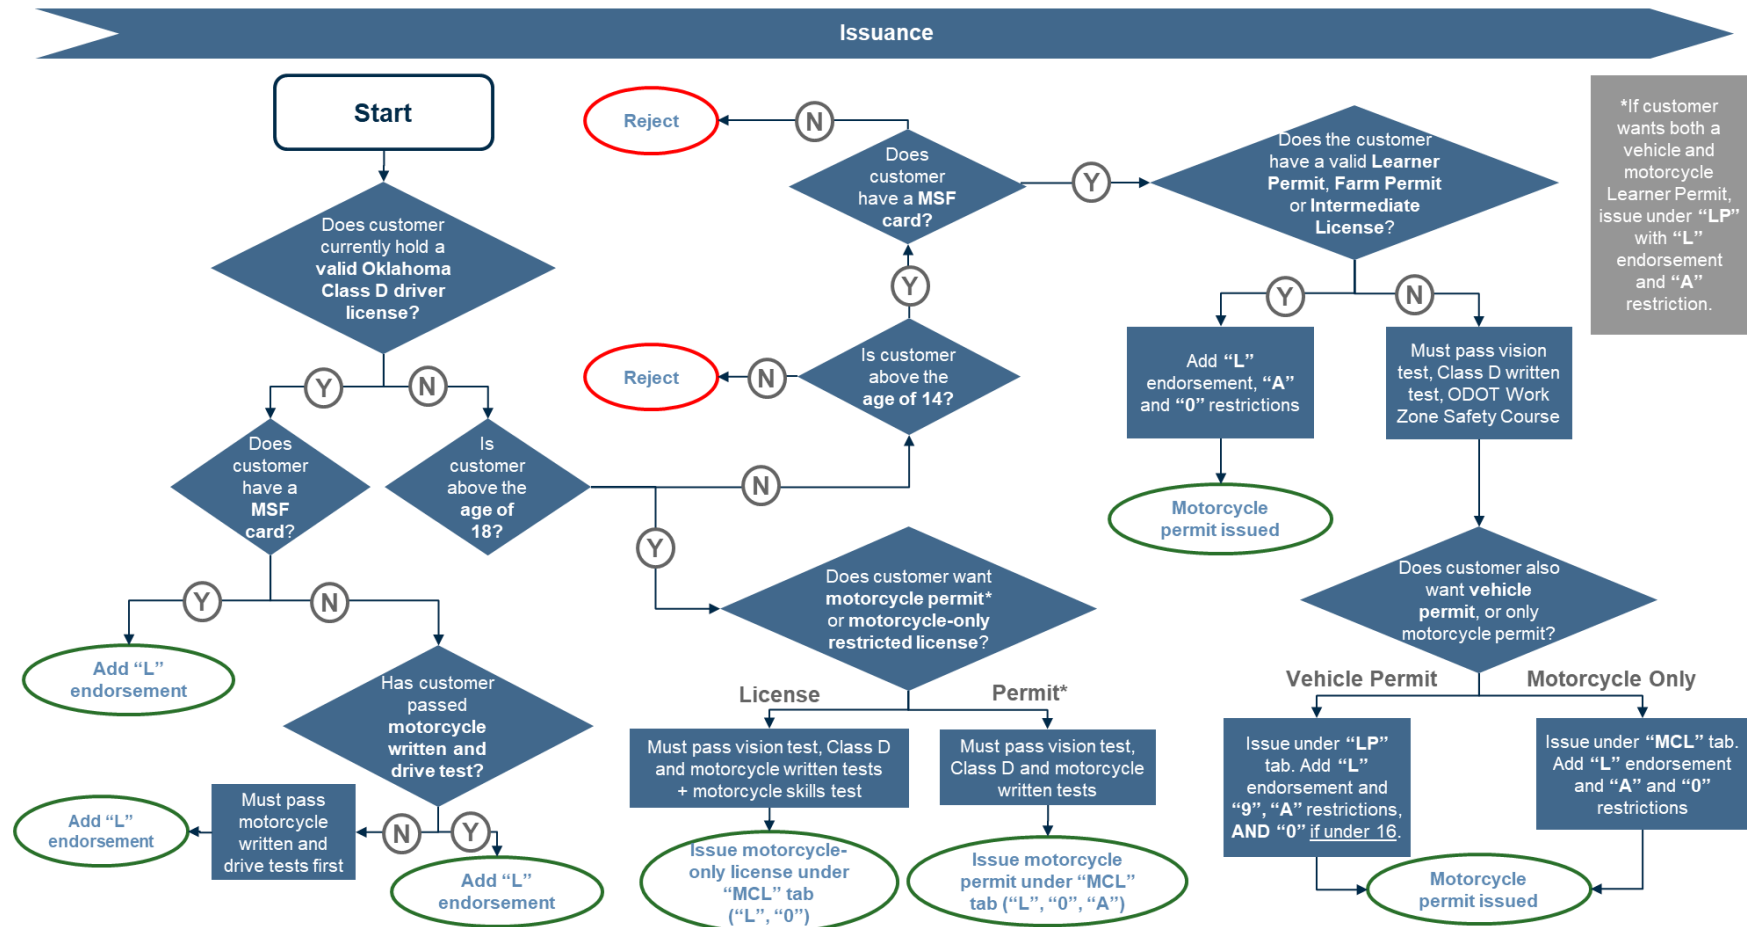 Issuance
Start
Does customer
currently hold a
valid Oklahoma
Class D driver
license?
Y
N
Does
customer
have a
MSF
card?
Is
customer
above the
age of
18?
Y
N
Add “L”
endorsement
Has customer
passed
motorcycle
written and
drive test?
N
Y
Must pass
motorcycle
written and
drive tests first
Add “L”
endorsement
Add “L”
endorsement
N
Y
Reject
N
Is customer
above the
age of 14?
Y
Reject
N
Does
customer
have a MSF
card?
Y
Does customer want
motorcycle permit*
or motorcycle-only
restricted license?
License
Permit*
Must pass vision test, Class D
and motorcycle written tests
+ motorcycle skills test
Must pass vision test,
Class D and motorcycle
written tests
Issue motorcycle-
only license under
“MCL” tab
(“L”, “0”)
Issue motorcycle
permit under “MCL”
tab (“L”, “0”, “A”)
Does the customer
have a valid Learner
Permit, Farm Permit
or Intermediate
License?
Y
N
Add “L”
endorsement, “A”
and “0” restrictions
Motorcycle
permit issued
Must pass vision
test, Class D written
test, ODOT Work
Zone Safety Course
Does customer also
want vehicle
permit, or only
motorcycle permit?
Vehicle Permit
Motorcycle Only
Issue under “LP”
tab. Add “L”
endorsement and
“9”, “A” restrictions,
AND “0” if under 16.
Issue under “MCL” tab.
Add “L” endorsement
and “A” and “0”
restrictions
Motorcycle
permit issued
*If customer
wants both a
vehicle and
motorcycle
Learner Permit,
issue under “LP”
with “L”
endorsement
and “A”
restriction.